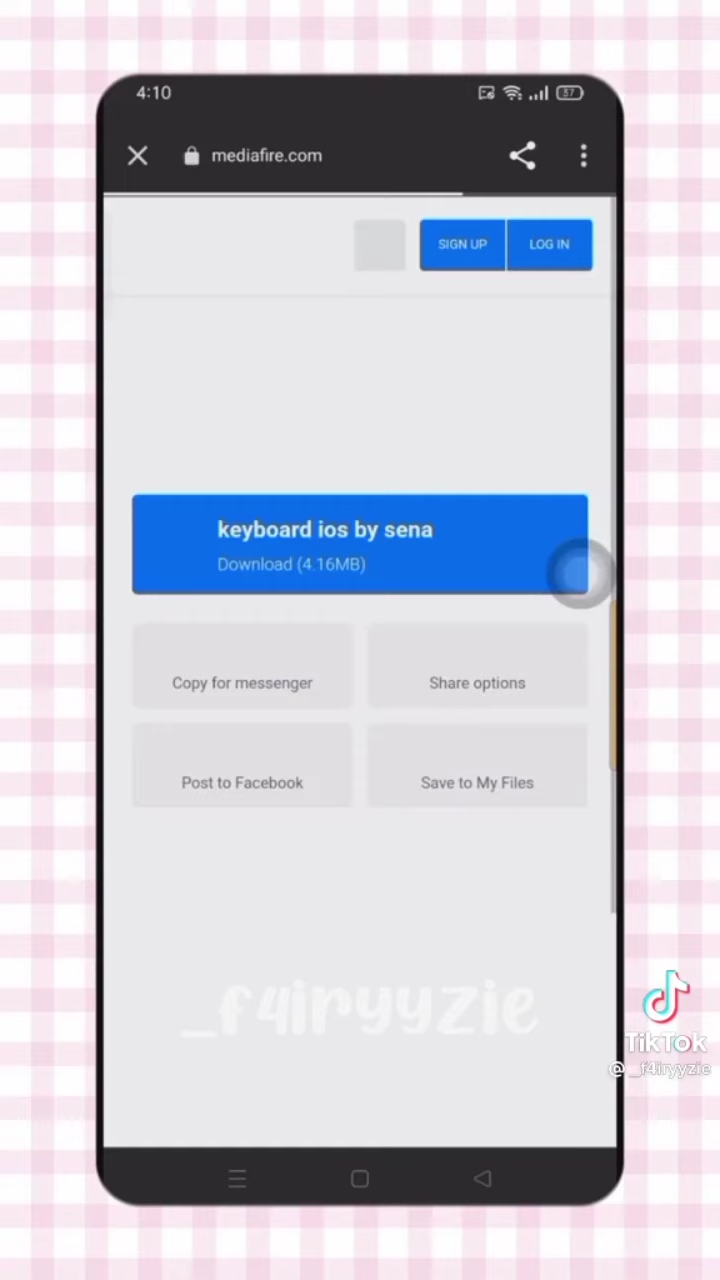 4:10
37
mediafire.com
SIGN UP
LOG IN
keyboard ios by sena
Download (4.16MB)
Copy for messenger
Share options
Post to Facebook
Save to My Files
_f4iryyzie
TikTok
@_f4iryyzie